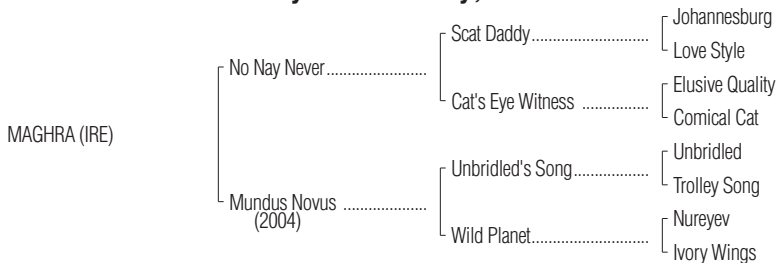 Johannesburg
Scat Daddy
Love Style
No Nay Never
Elusive Quality
Cat's Eye Witness
Comical Cat
MAGHRA (IRE)
Unbridled
Unbridled's Song
Trolley Song
Mundus Novus
(2004)
Nureyev
Wild Planet
Ivory Wings